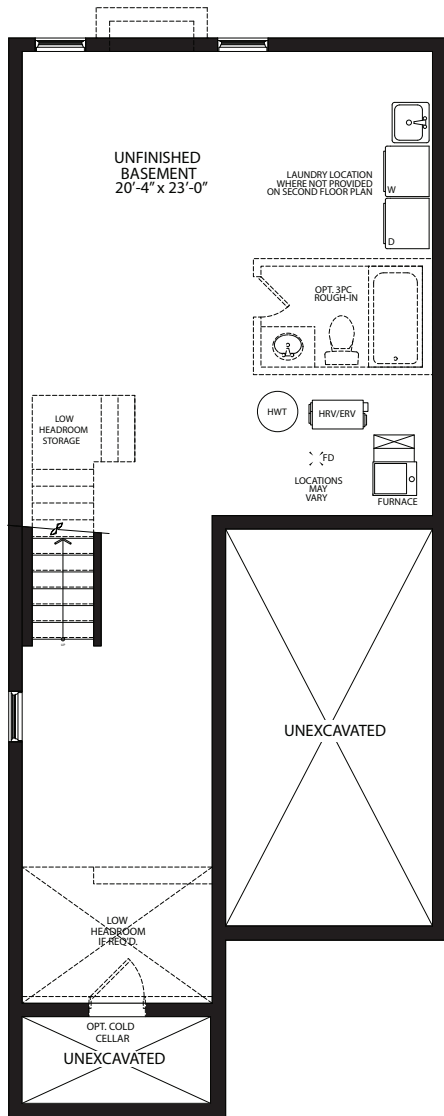 UNFINISHED
BASEMENT
20'-4" x 23'-0"
LAUNDRY LOCATION
WHERE NOT PROVIDED
ON SECOND FLOOR PLAN
W
D
OPT. 3PC
ROUGH-IN
LOW
HEADROOM
STORAGE
HWT
HRV/ERV
FD
LOCATIONS
MAY
VARY
FURNACE
UNEXCAVATED
LOW
HEADROOM
IF REQ'D.
OPT. COLD
CELLAR
UNEXCAVATED